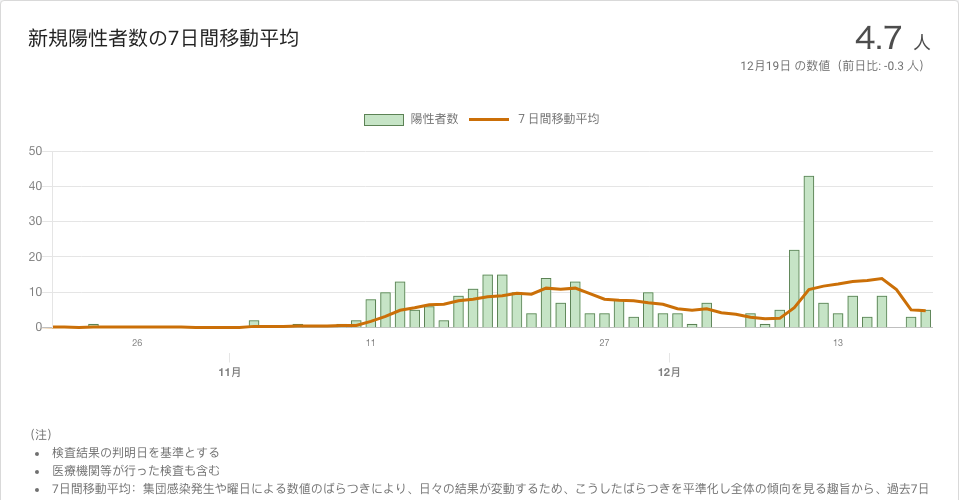 新規陽性者数の7日間移動平均
4.7 人
12月19日 の数値（前日比: -0.3 人）
陽性者数 7 日間移動平均
50
40
30
20
10
0
26 11 27 13
11月 12月
（注）
• 検査結果の判明日を基準とする
• 医療機関等が行った検査も含む
• 7日間移動平均：集団感染発生や曜日による数値のばらつきにより、日々の結果が変動するため、こうしたばらつきを平準化し全体の傾向を見る趣旨から、過去7日